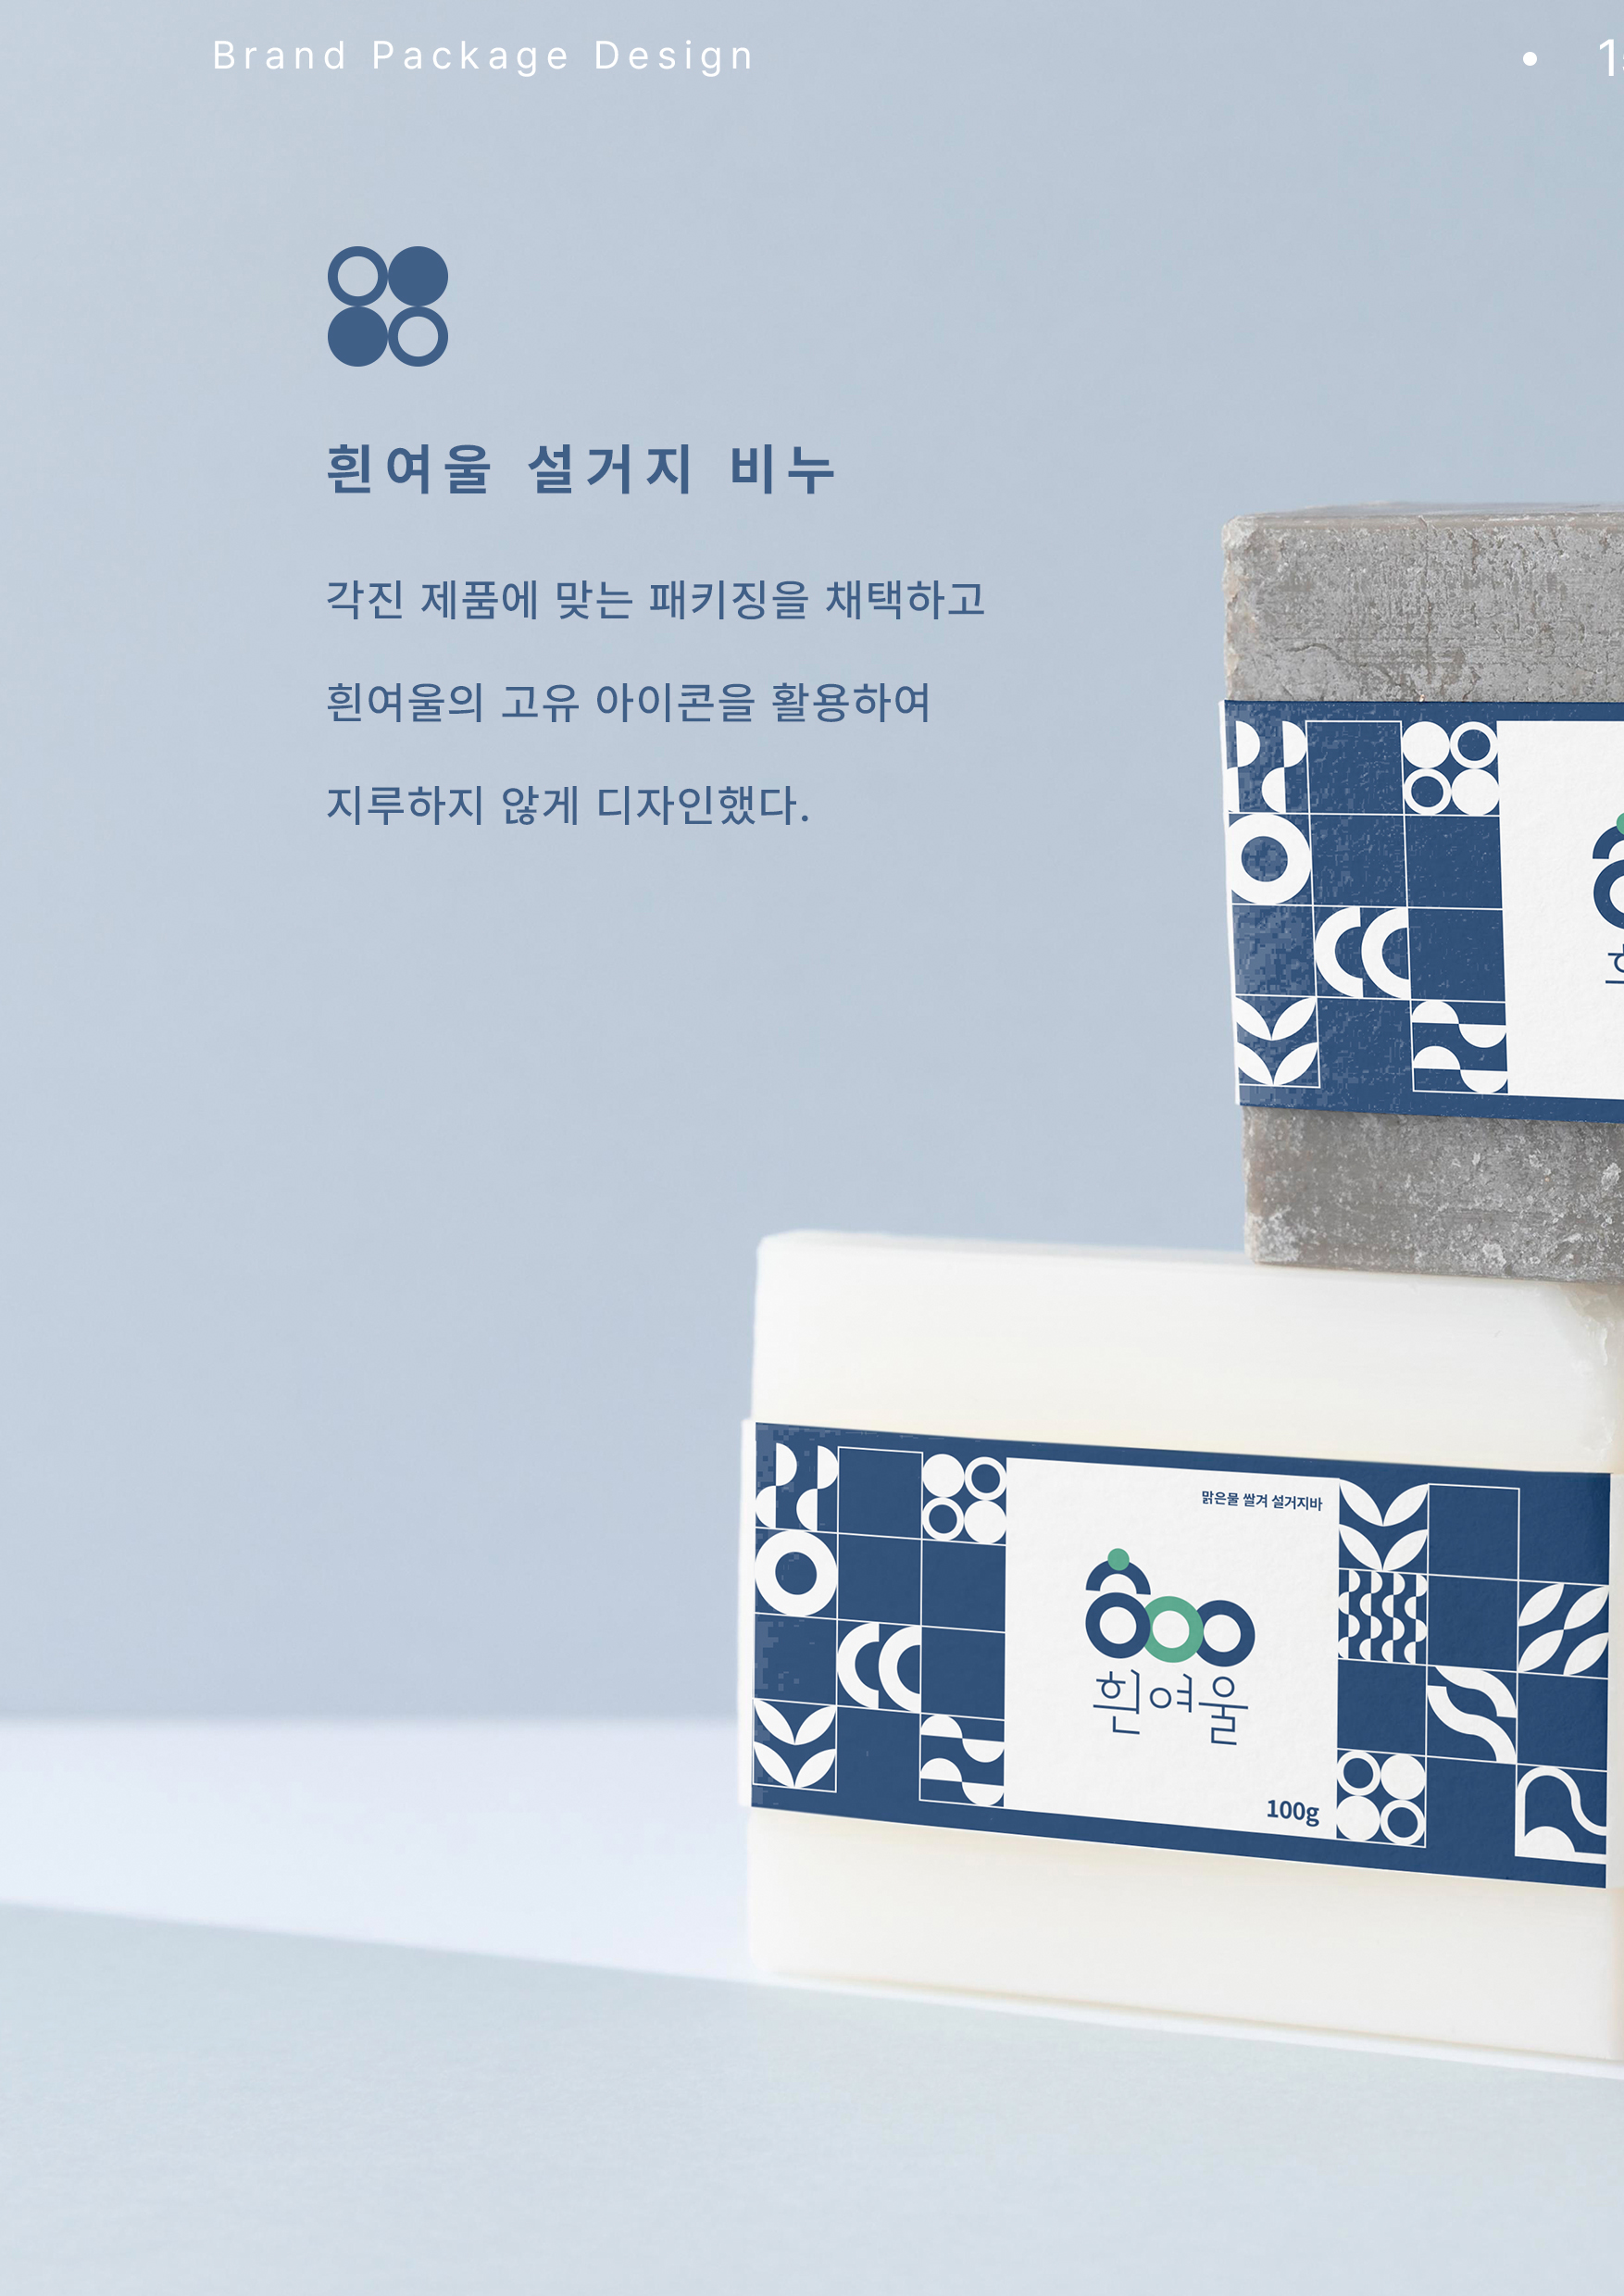 Brand Package Design
흰여울 설거지 비누
각진 제품에 맞는 패키징을 채택하고
흰여울의 고유 아이콘을 활용하여
지루하지 않게 디자인했다.
맑은물 쌀겨 설거지바
흰여울
100g